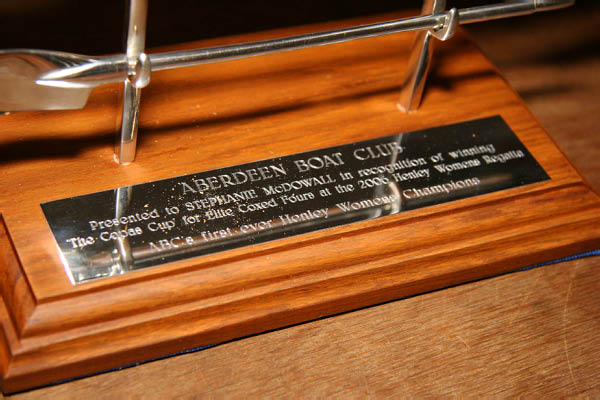 ABERDEEN BOAT CLUB
Presented to STEPHANIE McDOWALL in recognition of winning
'The Copas Cup' for Elite Coxed Fours at the 2006 Henley Womens Regatta
ABC's first ever Henley Womens Champions